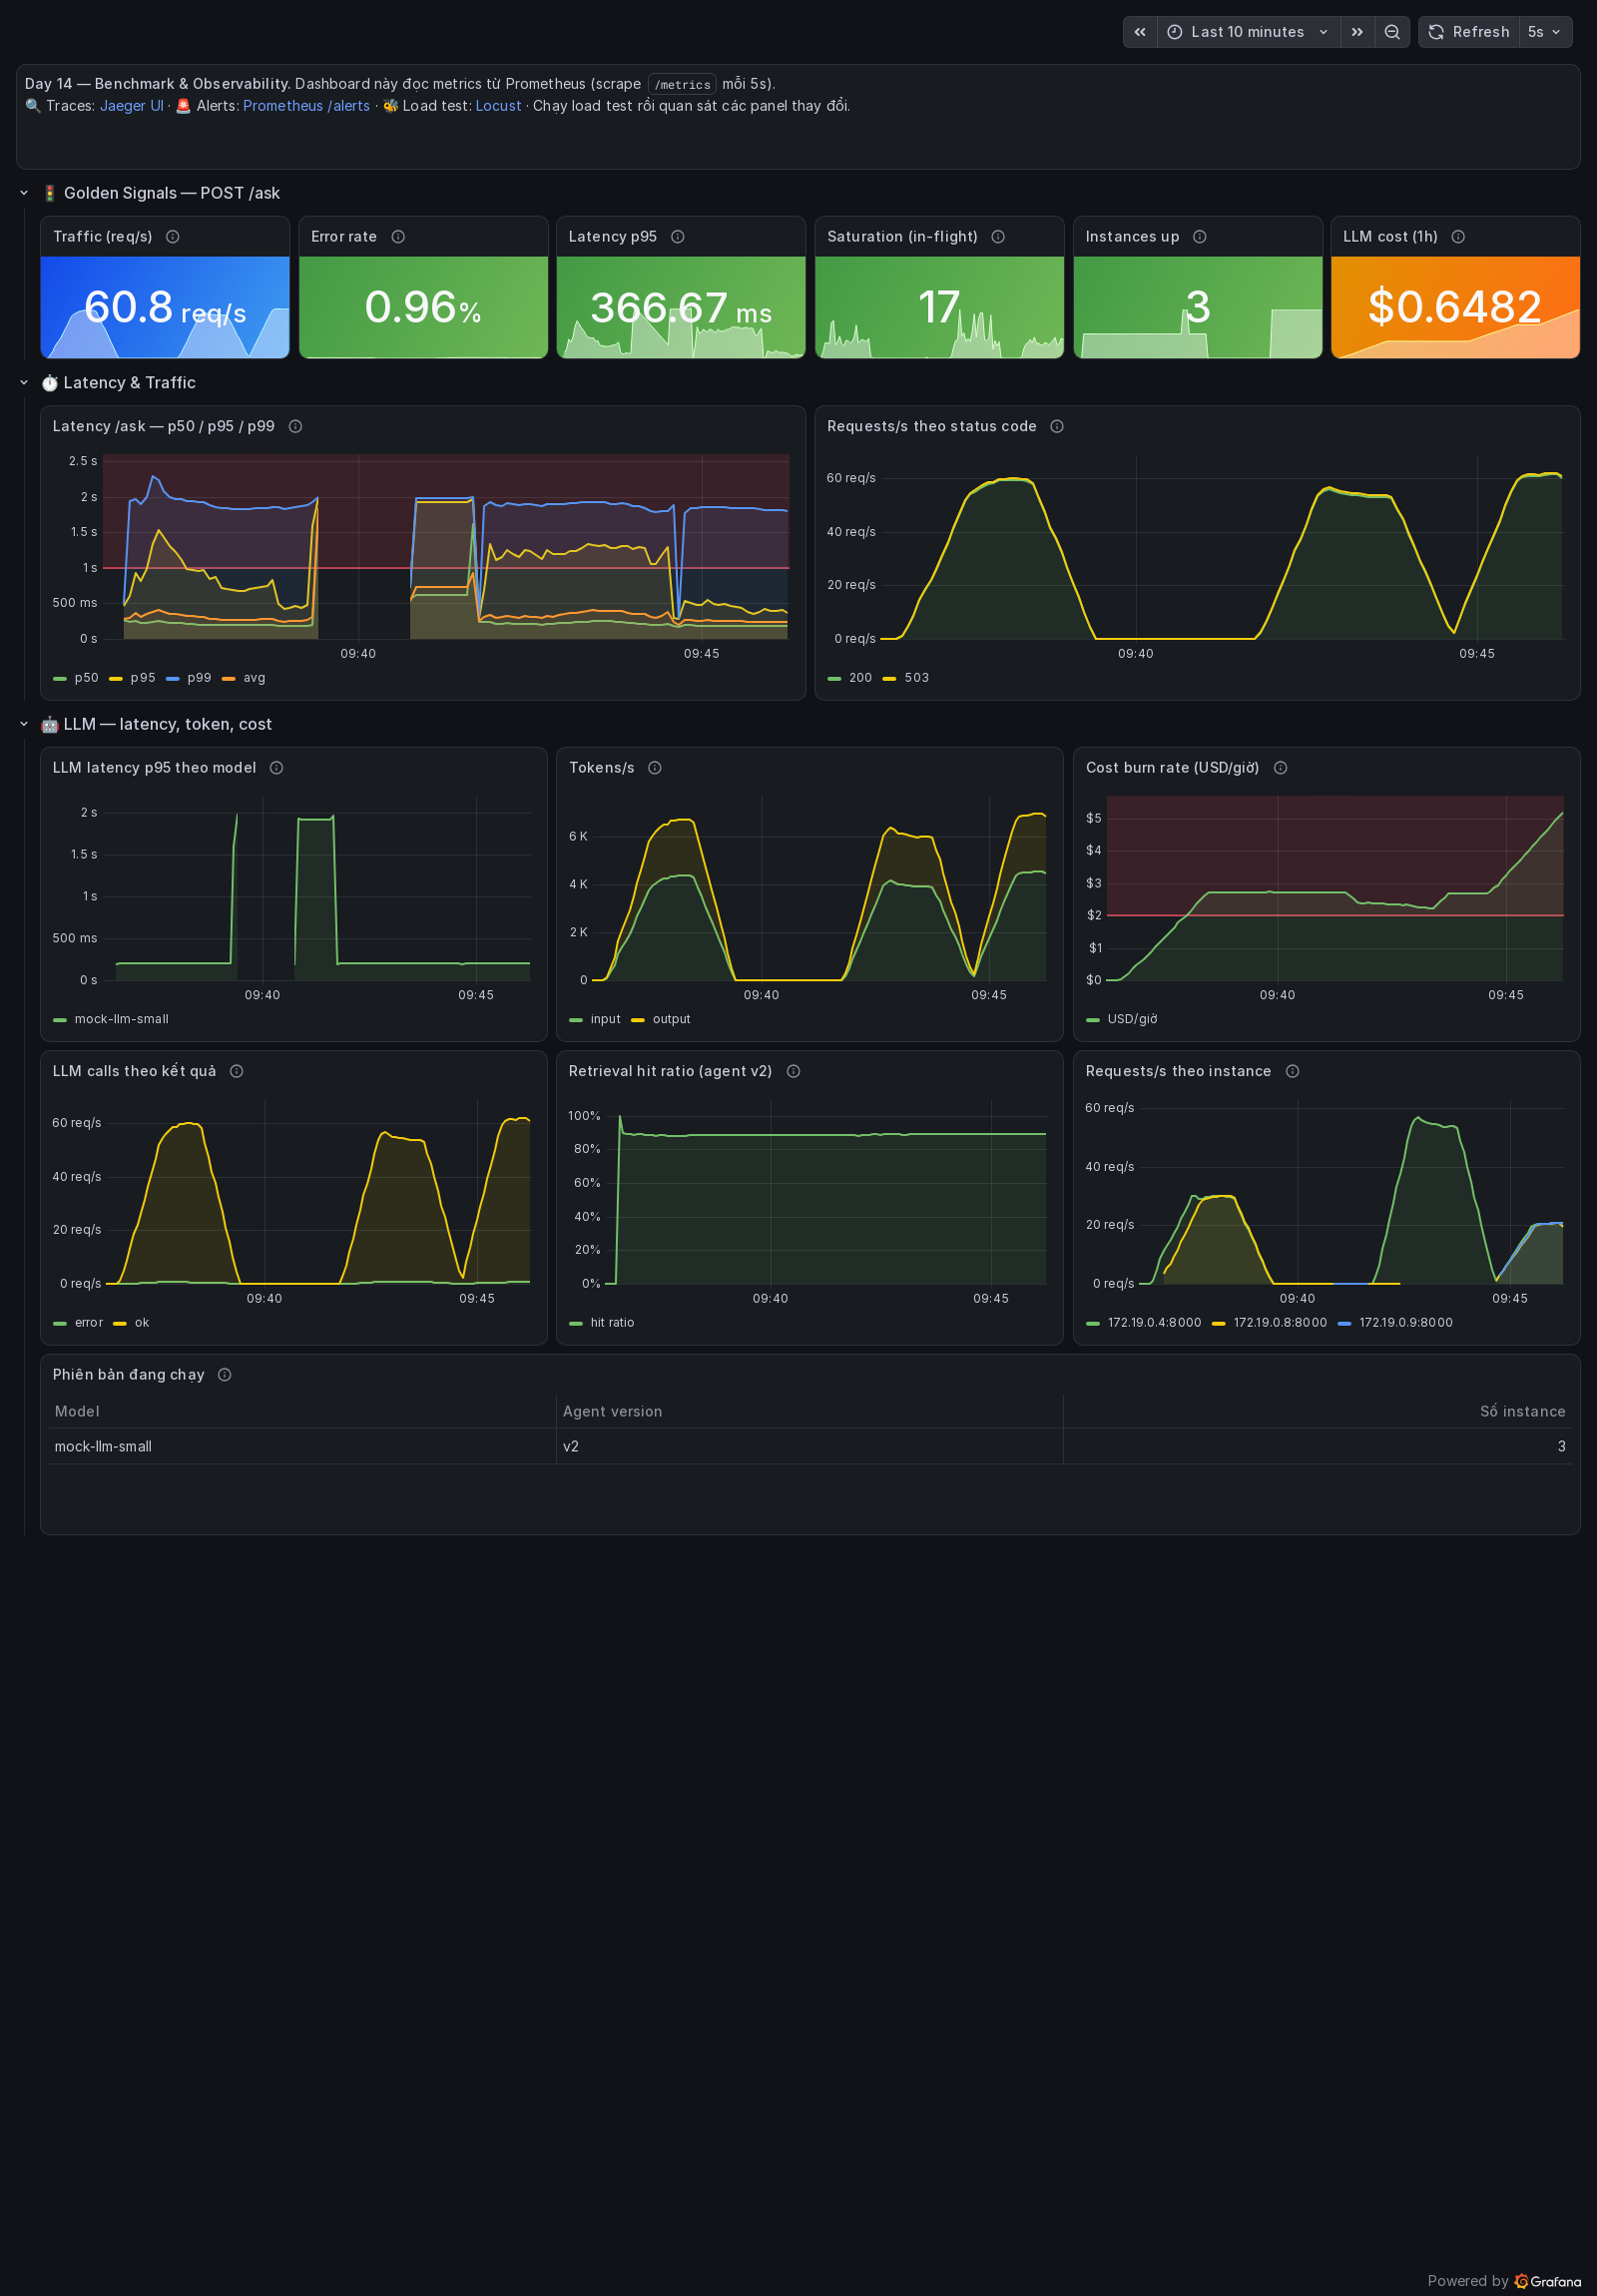 Last 10 minutes
Refresh
5s
Day 14 — Benchmark & Observability. Dashboard này đọc metrics từ Prometheus (scrape /metrics mỗi 5s).
🔍 Traces: Jaeger UI · 🚨 Alerts: Prometheus /alerts · 🐝 Load test: Locust · Chạy load test rồi quan sát các panel thay đổi.
🚦 Golden Signals — POST /ask
Traffic (req/s)
60.8 req/s
Error rate
0.96%
Latency p95
366.67 ms
Saturation (in-flight)
17
Instances up
3
LLM cost (1h)
$0.6482
⏱️ Latency & Traffic
Latency /ask — p50 / p95 / p99
2.5 s
2 s
1.5 s
1 s
500 ms
0 s
09:40
09:45
p50
p95
p99
avg
Requests/s theo status code
60 req/s
40 req/s
20 req/s
0 req/s
09:40
09:45
200
503
🤖 LLM — latency, token, cost
LLM latency p95 theo model
2 s
1.5 s
1 s
500 ms
0 s
09:40
09:45
mock-llm-small
Tokens/s
6 K
4 K
2 K
0
09:40
09:45
input
output
Cost burn rate (USD/giờ)
$5
$4
$3
$2
$1
$0
09:40
09:45
USD/giờ
LLM calls theo kết quả
60 req/s
40 req/s
20 req/s
0 req/s
09:40
09:45
error
ok
Retrieval hit ratio (agent v2)
100%
80%
60%
40%
20%
0%
09:40
09:45
hit ratio
Requests/s theo instance
60 req/s
40 req/s
20 req/s
0 req/s
09:40
09:45
172.19.0.4:8000
172.19.0.8:8000
172.19.0.9:8000
Phiên bản đang chạy
Model
Agent version
Số instance
mock-llm-small
v2
3
Powered by Grafana